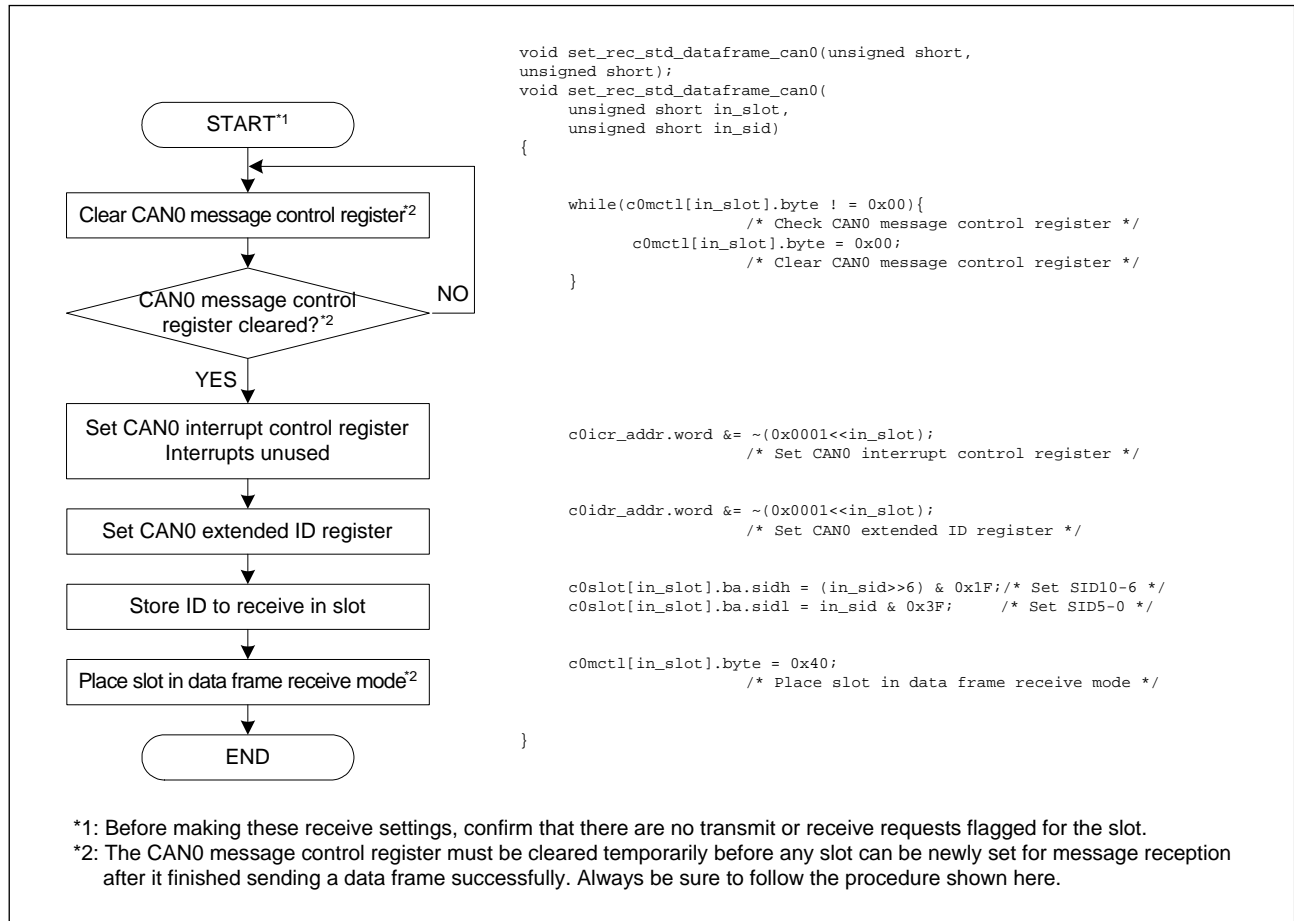 START*1
Clear CAN0 message control register*2
CAN0 message control
register cleared?*2
NO
YES
Set CAN0 interrupt control register
Interrupts unused
Set CAN0 extended ID register
Store ID to receive in slot
Place slot in data frame receive mode*2
END
void set_rec_std_dataframe_can0(unsigned short,
unsigned short);
void set_rec_std_dataframe_can0(
unsigned short in_slot,
unsigned short in_sid)
{
while(c0mctl[in_slot].byte ! = 0x00){
/* Check CAN0 message control register */
c0mctl[in_slot].byte = 0x00;
/* Clear CAN0 message control register */
}
c0icr_addr.word &= ~(0x0001<<in_slot);
/* Set CAN0 interrupt control register */
c0idr_addr.word &= ~(0x0001<<in_slot);
/* Set CAN0 extended ID register */
c0slot[in_slot].ba.sidh = (in_sid>>6) & 0x1F;/* Set SID10-6 */
c0slot[in_slot].ba.sidl = in_sid & 0x3F; /* Set SID5-0 */
c0mctl[in_slot].byte = 0x40;
/* Place slot in data frame receive mode */
}
*1: Before making these receive settings, confirm that there are no transmit or receive requests flagged for the slot.
*2: The CAN0 message control register must be cleared temporarily before any slot can be newly set for message reception
after it finished sending a data frame successfully. Always be sure to follow the procedure shown here.